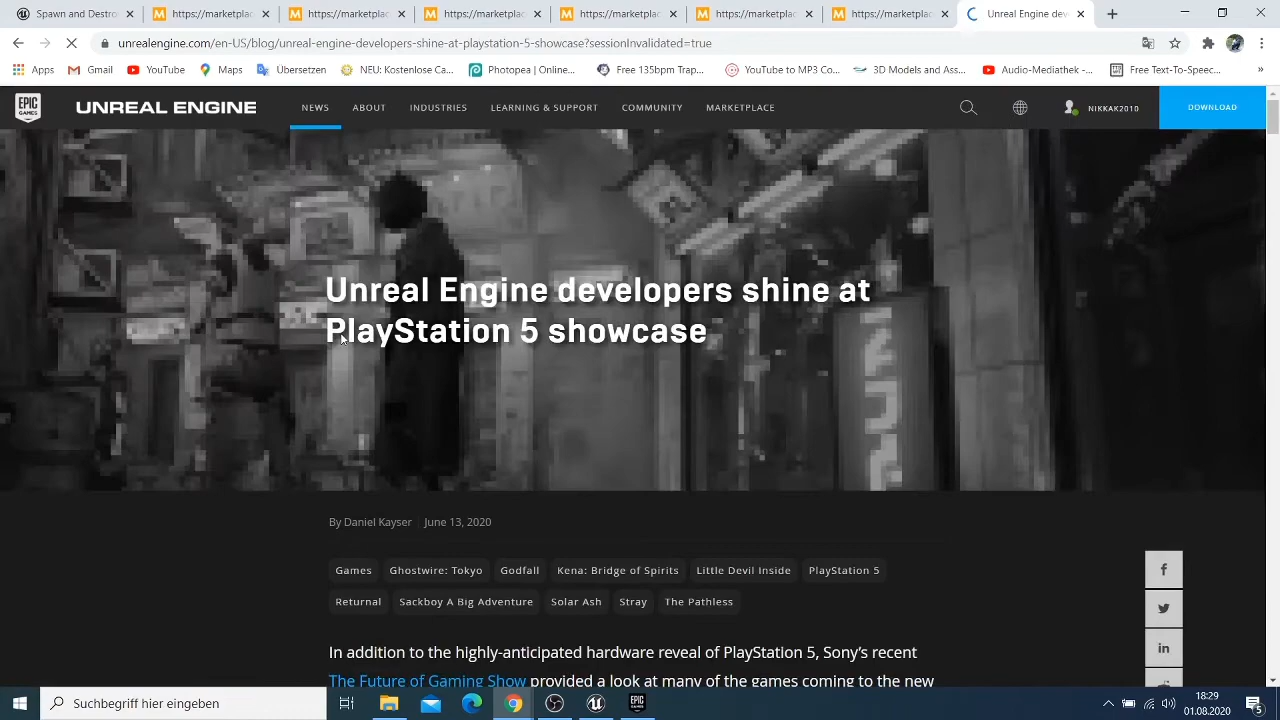 Spawn and Destro
https://marketplac
https://marketplac
https://marketplac
https://marketplac
https://marketplac
https://marketplac
Unreal Engine dev
unrealengine.com/en-US/blog/unreal-engine-developers-shine-at-playstation-5-showcase?sessionInvalidated=true
Apps Gmail YouTube Maps Übersetzen NEU: Kostenlose Ca... Photopea | Online... Free 135bpm Trap... YouTube to MP3 Co... 3D Models and Ass... Audio-Mediathek -... Free Text-To-Speec...
EPIC GAMES UNREAL ENGINE NEWS ABOUT INDUSTRIES LEARNING & SUPPORT COMMUNITY MARKETPLACE NIKKAK2010 DOWNLOAD
Unreal Engine developers shine at
PlayStation 5 showcase
By Daniel Kayser June 13, 2020
Games Ghostwire: Tokyo Godfall Kena: Bridge of Spirits Little Devil Inside PlayStation 5
Returnal Sackboy A Big Adventure Solar Ash Stray The Pathless
In addition to the highly-anticipated hardware reveal of PlayStation 5, Sony's recent
The Future of Gaming Show provided a look at many of the games coming to the new
Suchbegriff hier eingeben
18:29
01.08.2020